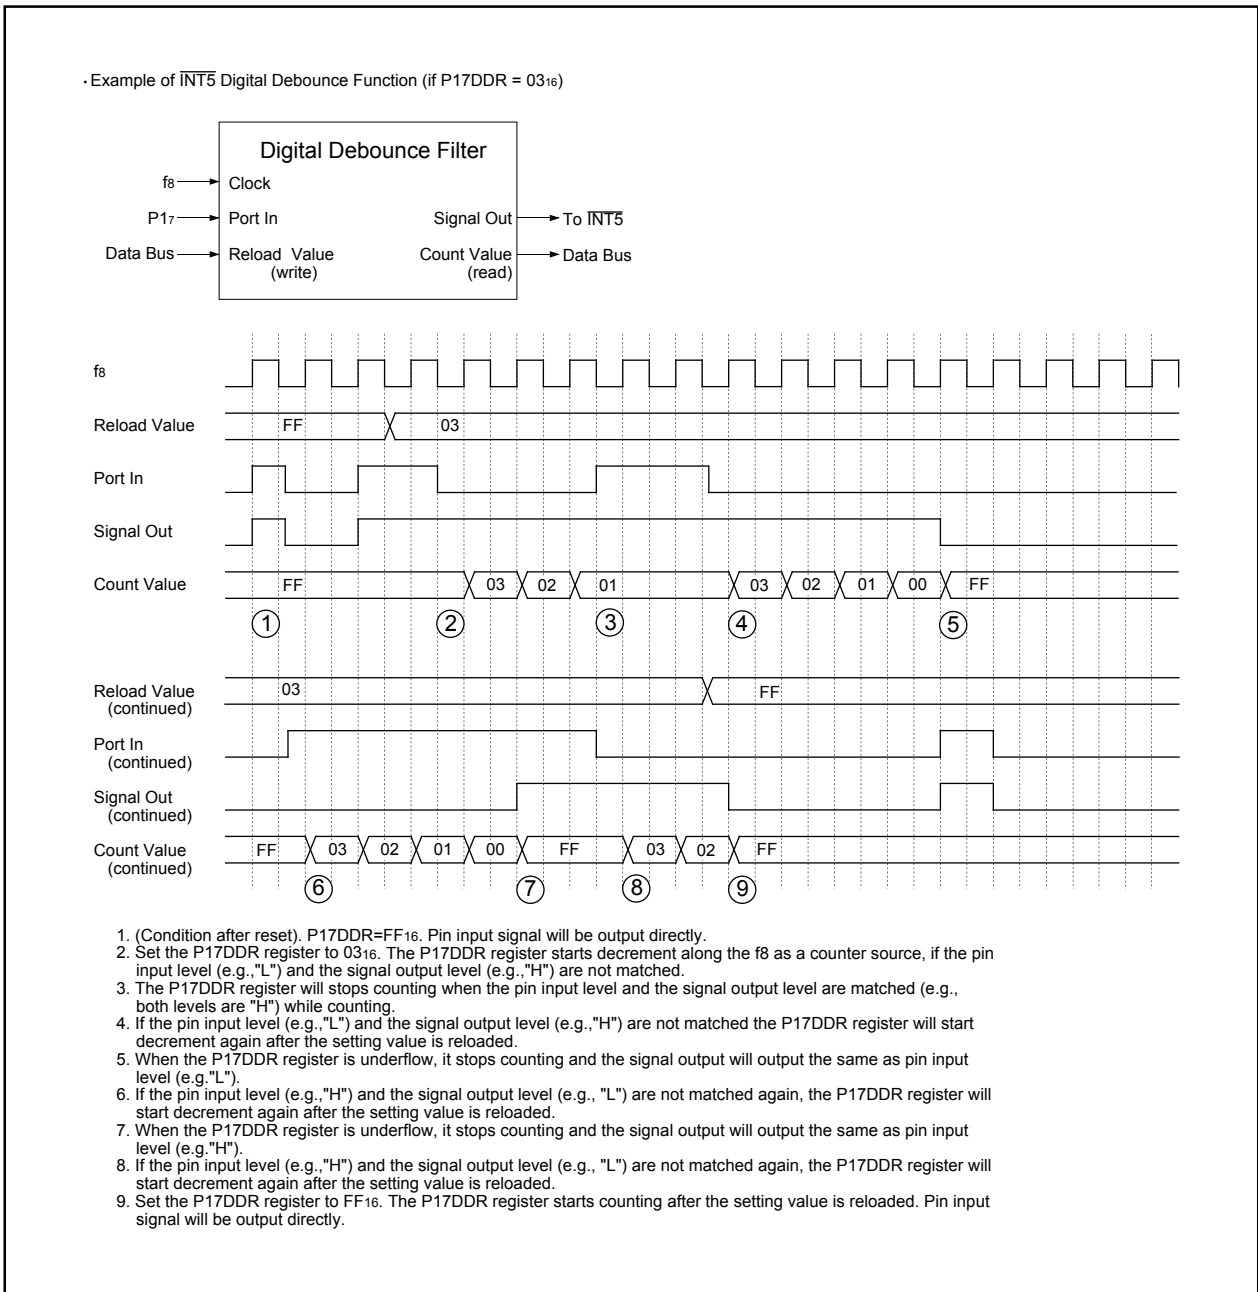 ・Example of INT5 Digital Debounce Function (if P17DDR = 0316)
Digital Debounce Filter
f8
Clock
P17
Port In
Signal Out
To INT5
Data Bus
Reload Value
(write)
Count Value
(read)
Data Bus
f8
Reload Value
FF
03
Port In
Signal Out
Count Value
FF
03
02
01
03
02
01
00
FF
1
2
3
4
5
Reload Value
(continued)
03
FF
Port In
(continued)
Signal Out
(continued)
Count Value
(continued)
FF
03
02
01
00
FF
03
02
FF
6
7
8
9
1. (Condition after reset). P17DDR=FF16. Pin input signal will be output directly.
2. Set the P17DDR register to 0316. The P17DDR register starts decrement along the f8 as a counter source, if the pin
input level (e.g.,"L") and the signal output level (e.g.,"H") are not matched.
3. The P17DDR register will stops counting when the pin input level and the signal output level are matched (e.g.,
both levels are "H") while counting.
4. If the pin input level (e.g.,"L") and the signal output level (e.g.,"H") are not matched the P17DDR register will start
decrement again after the setting value is reloaded.
5. When the P17DDR register is underflow, it stops counting and the signal output will output the same as pin input
level (e.g."L").
6. If the pin input level (e.g.,"H") and the signal output level (e.g., "L") are not matched again, the P17DDR register will
start decrement again after the setting value is reloaded.
7. When the P17DDR register is underflow, it stops counting and the signal output will output the same as pin input
level (e.g."H").
8. If the pin input level (e.g.,"H") and the signal output level (e.g., "L") are not matched again, the P17DDR register will
start decrement again after the setting value is reloaded.
9. Set the P17DDR register to FF16. The P17DDR register starts counting after the setting value is reloaded. Pin input
signal will be output directly.